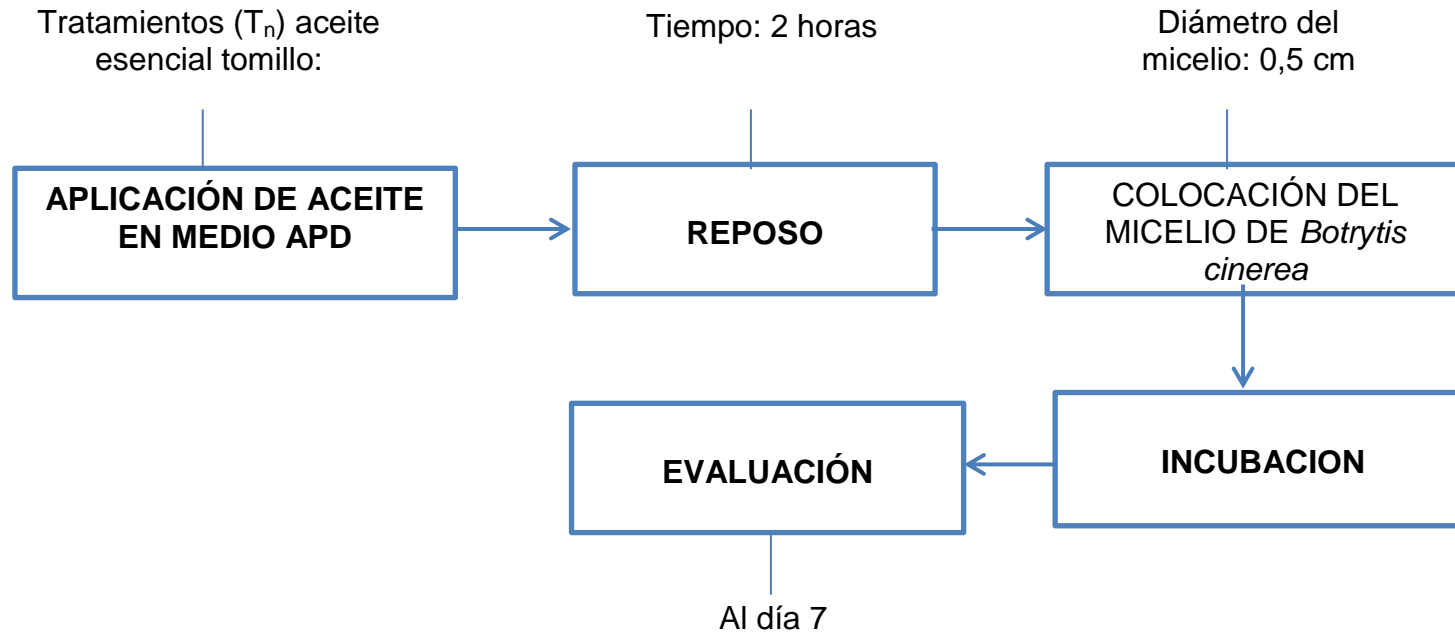 Tratamientos (Tn) aceite
esencial tomillo:
Tiempo: 2 horas
Diámetro del
micelio: 0,5 cm
APLICACIÓN DE ACEITE
EN MEDIO APD
REPOSO
COLOCACIÓN DEL
MICELIO DE Botrytis
cinerea
INCUBACION
EVALUACIÓN
Al día 7